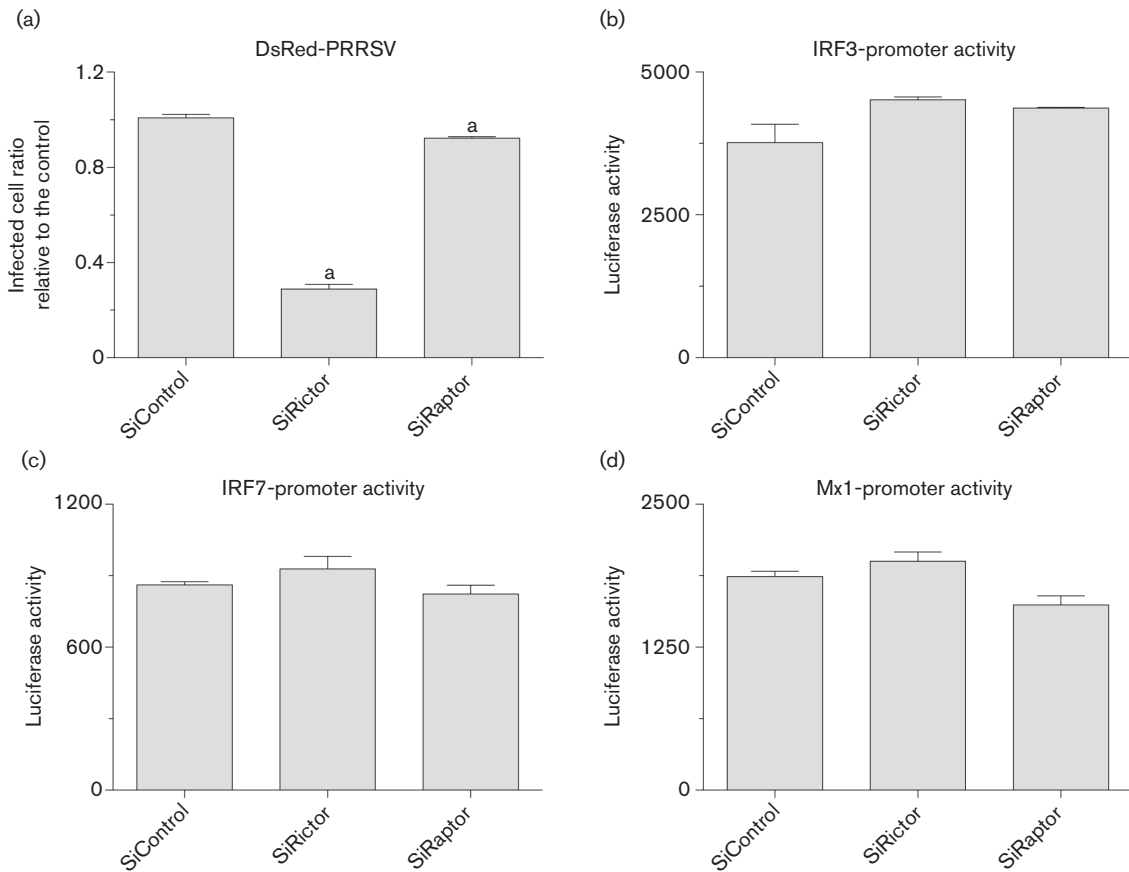 (a)
DsRed-PRRSV
Infected cell ratio
relative to the control
1.2
0.8
0.4
0
a
a
SiControl
SiRictor
SiRaptor
(b)
IRF3-promoter activity
Luciferase activity
5000
2500
0
SiControl
SiRictor
SiRaptor
(c)
IRF7-promoter activity
Luciferase activity
1200
600
0
SiControl
SiRictor
SiRaptor
(d)
Mx1-promoter activity
Luciferase activity
2500
1250
0
SiControl
SiRictor
SiRaptor